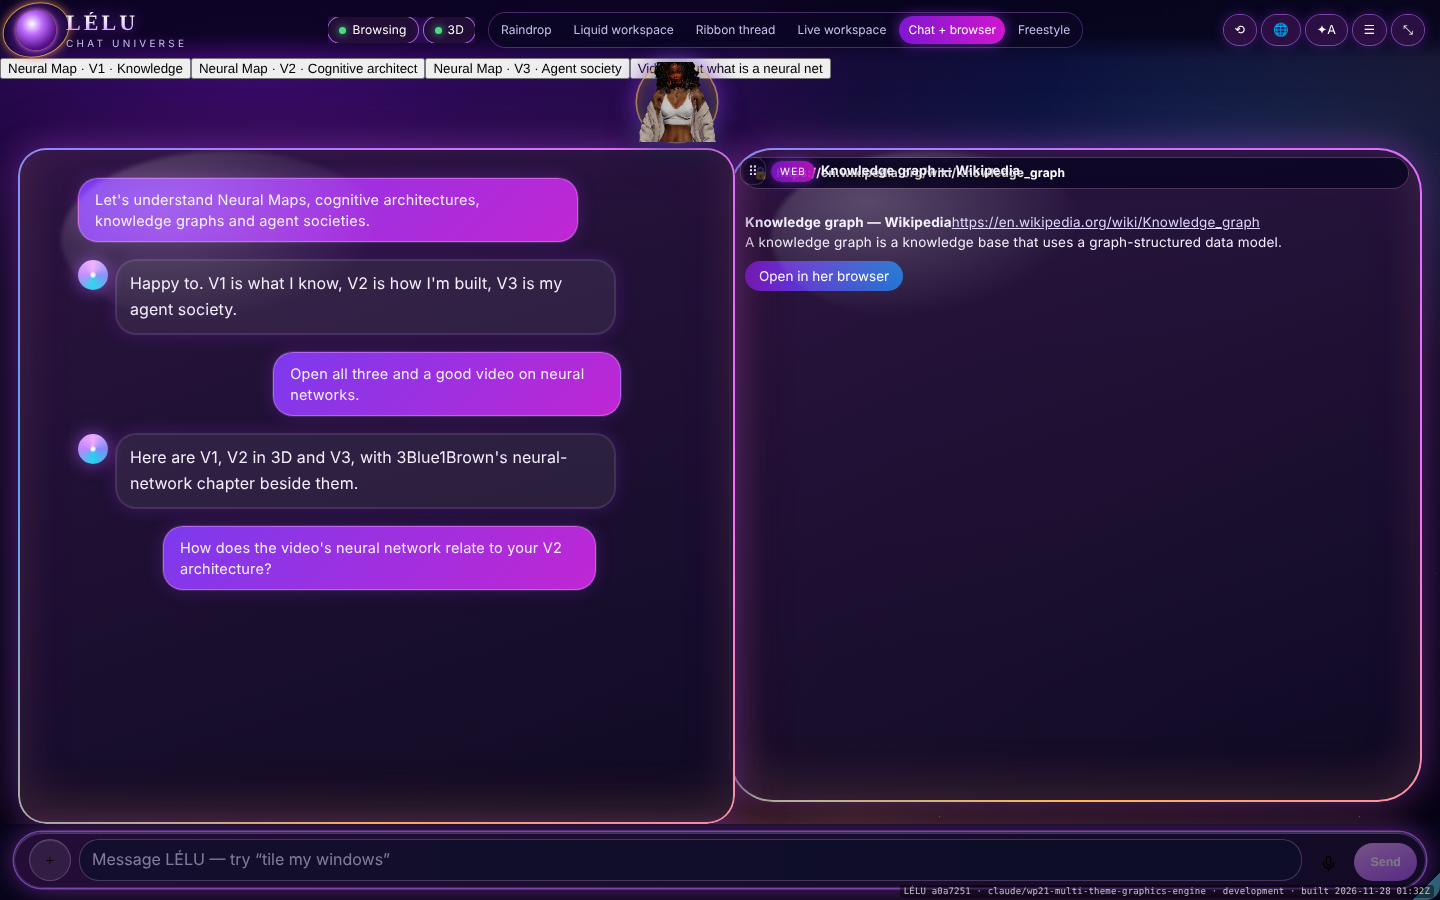 LÉLU
CHAT UNIVERSE
Browsing
3D
Raindrop
Liquid workspace
Ribbon thread
Live workspace
Chat + browser
Freestyle
A
Neural Map · V1 · Knowledge
Neural Map · V2 · Cognitive architect
Neural Map · V3 · Agent society
what is a neural net
Let's understand Neural Maps, cognitive architectures,
knowledge graphs and agent societies.
Happy to. V1 is what I know, V2 is how I'm built, V3 is my
agent society.
Open all three and a good video on neural
networks.
Here are V1, V2 in 3D and V3, with 3Blue1Brown's neural-
network chapter beside them.
How does the video's neural network relate to your V2
architecture?
WEB
Knowledge graph — Wikipedia
Knowledge graph — Wikipediahttps://en.wikipedia.org/wiki/Knowledge_graph
A knowledge graph is a knowledge base that uses a graph-structured data model.
Open in her browser
+
Message LÉLU — try “tile my windows”
Send
LÉLU a0a7251 · claude/wp21-multi-theme-graphics-engine · development · built 2026-11-28 01:32Z